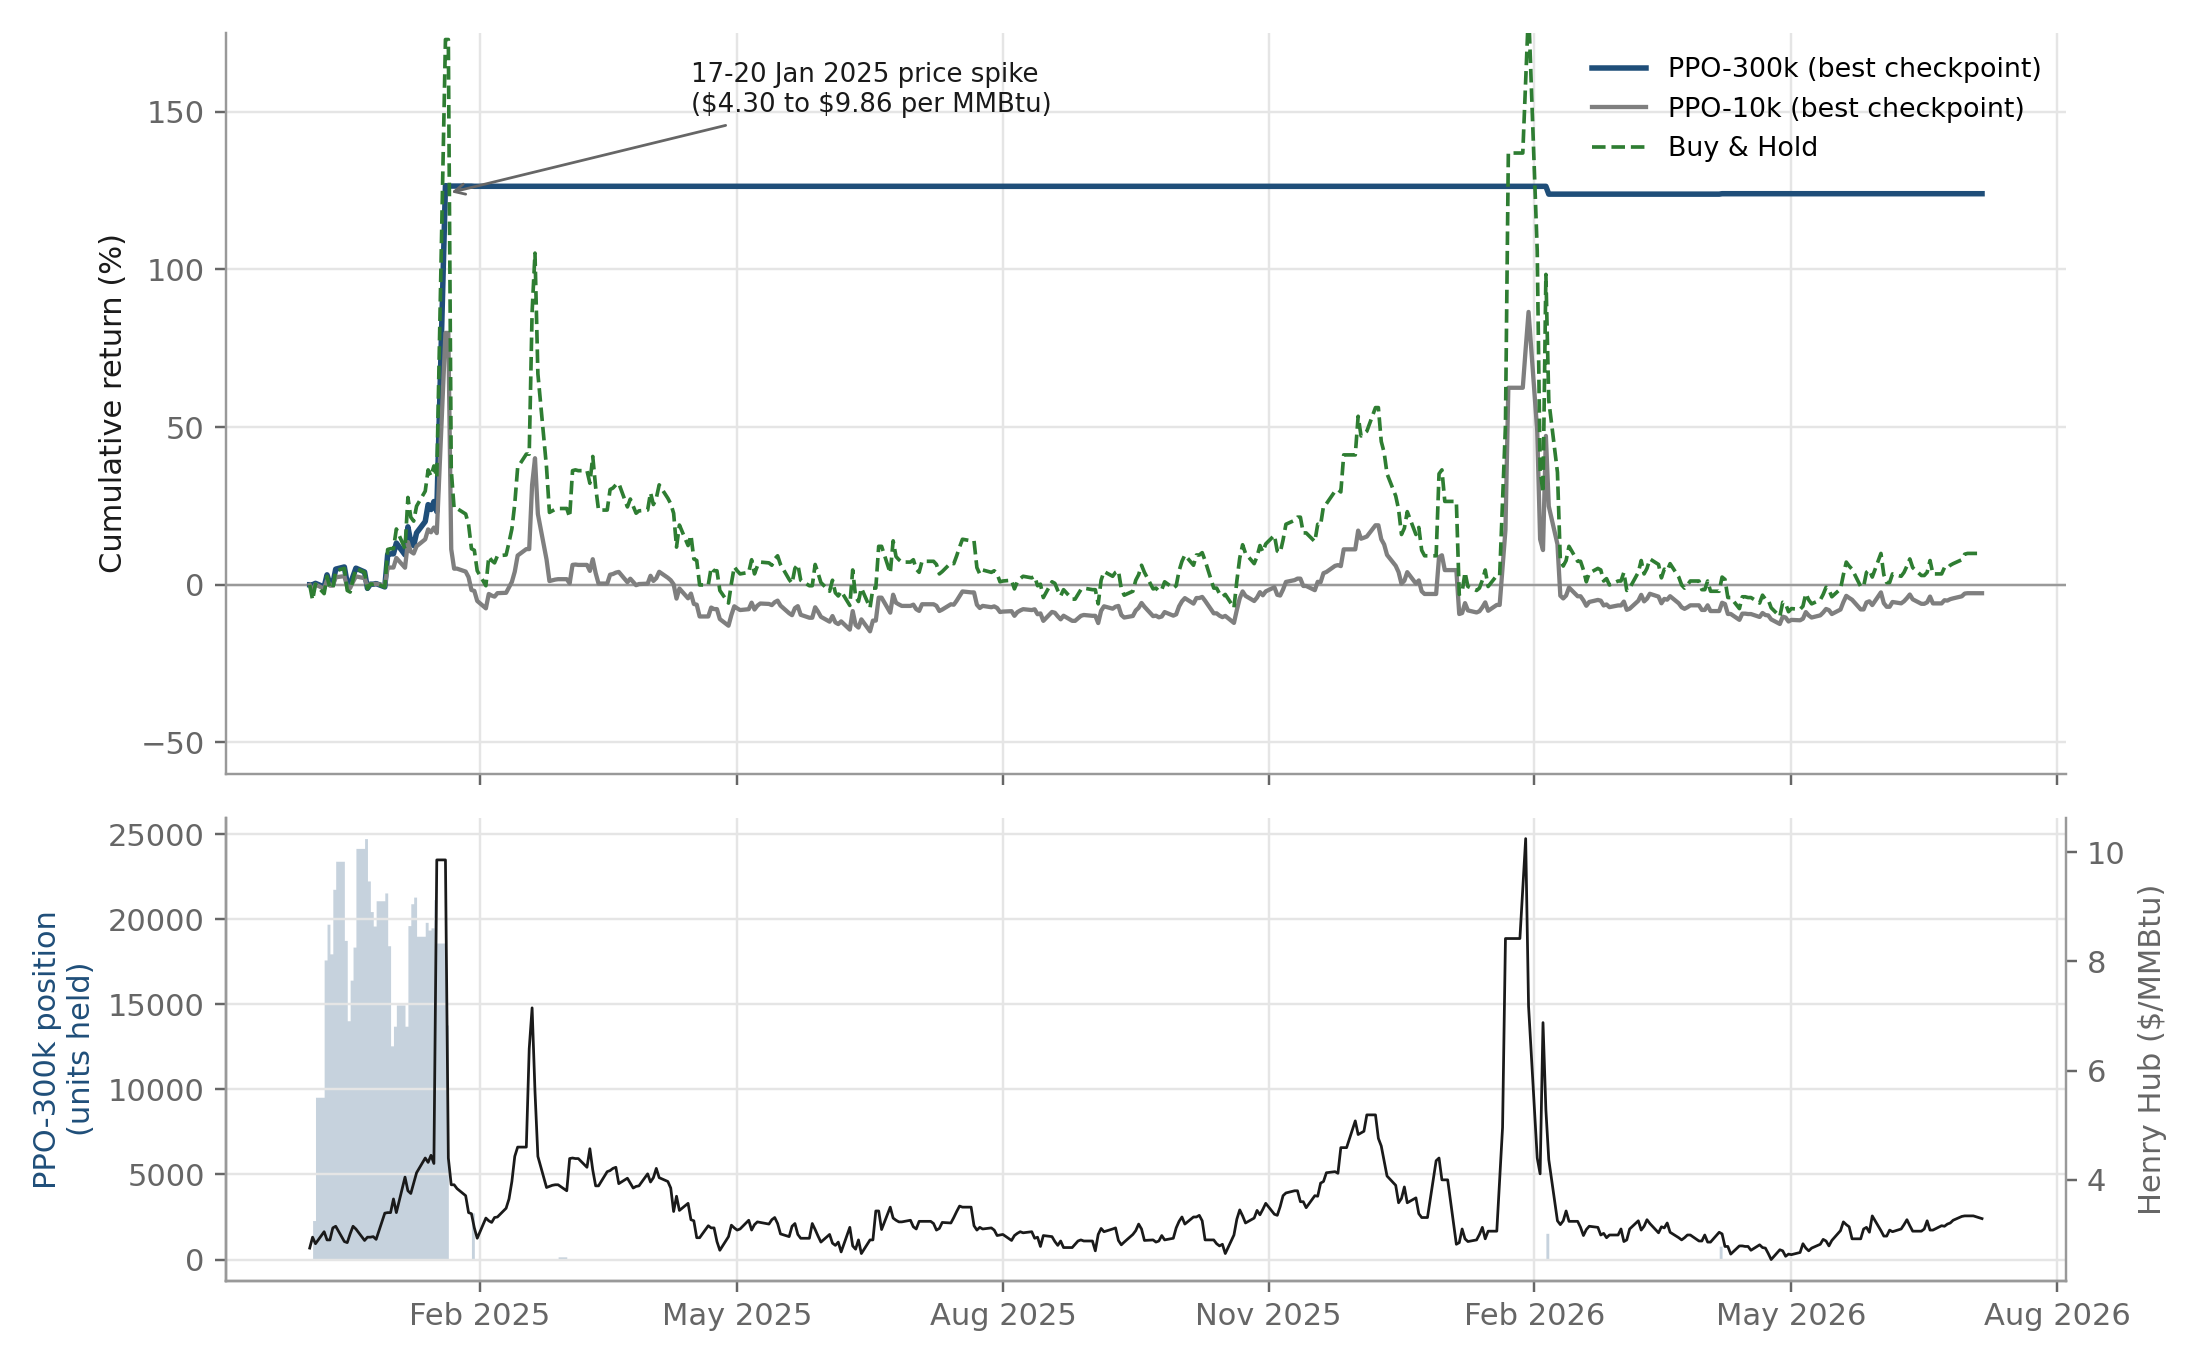 17-20 Jan 2025 price spike
($4.30 to $9.86 per MMBtu)
PPO-300k (best checkpoint)
PPO-10k (best checkpoint)
Buy & Hold
Cumulative return (%)
150
100
50
0
−50
PPO-300k position
(units held)
25000
20000
15000
10000
5000
0
10
8
6
4
Henry Hub ($/MMBtu)
Feb 2025
May 2025
Aug 2025
Nov 2025
Feb 2026
May 2026
Aug 2026